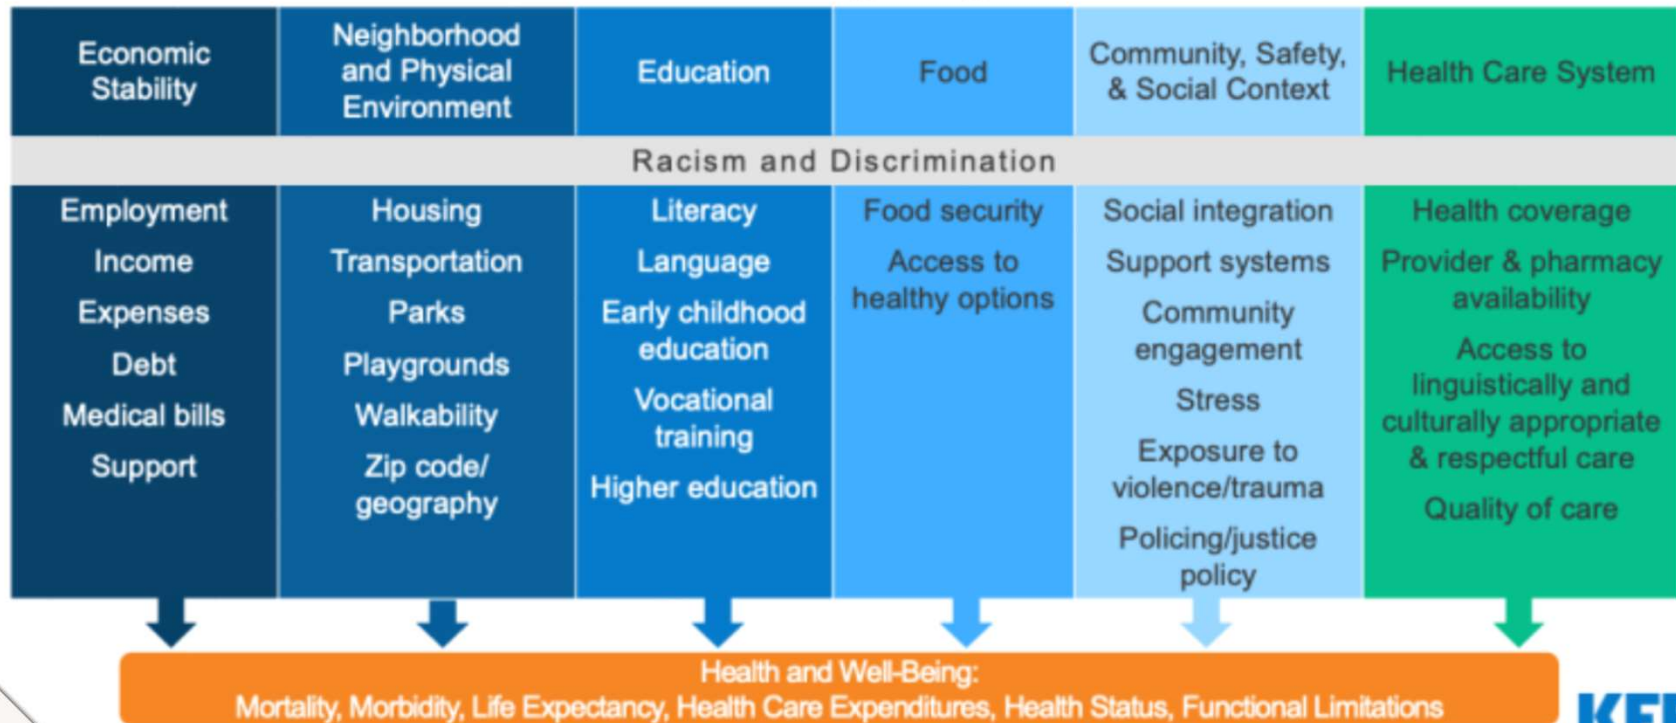 Economic
Stability
Neighborhood
and Physical
Environment
Education
Food
Community, Safety,
& Social Context
Health Care System
Racism and Discrimination
Employment
Income
Expenses
Debt
Medical bills
Support
Housing
Transportation
Parks
Playgrounds
Walkability
Zip code/
geography
Literacy
Language
Early childhood
education
Vocational
training
Higher education
Food security
Access to
healthy options
Social integration
Support systems
Community
engagement
Stress
Exposure to
violence/trauma
Policing/justice
policy
Health coverage
Provider & pharmacy
availability
Access to
linguistically and
culturally appropriate
& respectful care
Quality of care
Health and Well-Being:
Mortality, Morbidity, Life Expectancy, Health Care Expenditures, Health Status, Functional Limitations